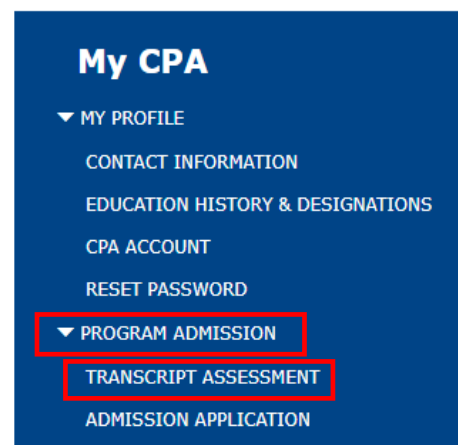 My CPA
MY PROFILE
CONTACT INFORMATION
EDUCATION HISTORY & DESIGNATIONS
CPA ACCOUNT
RESET PASSWORD
PROGRAM ADMISSION
TRANSCRIPT ASSESSMENT
ADMISSION APPLICATION